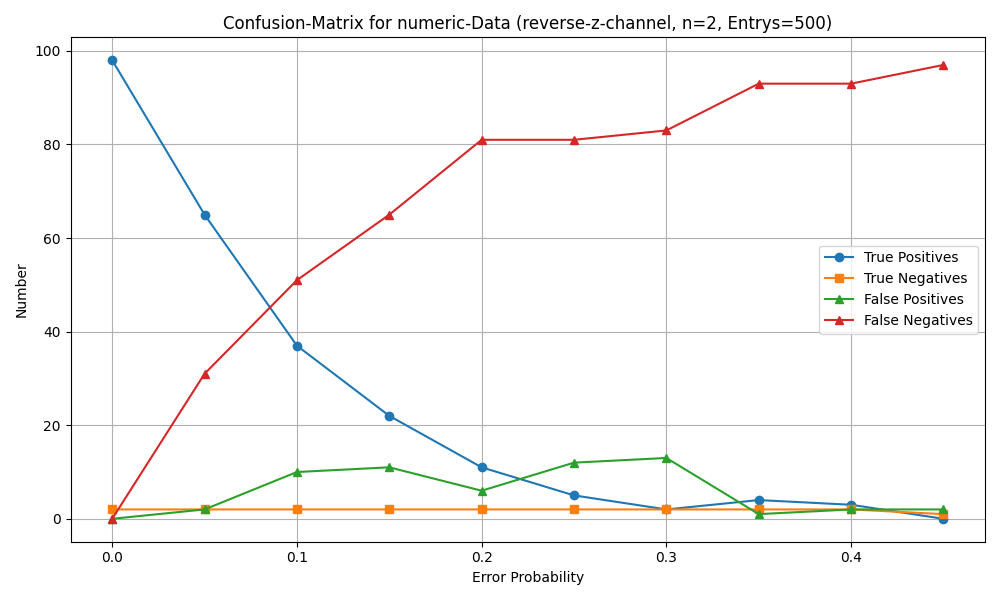 Confusion-Matrix for numeric-Data (reverse-z-channel, n=2, Entrys=500)
100
80
60
40
20
0
Number
True Positives
True Negatives
False Positives
False Negatives
0.0 0.1 0.2 0.3 0.4
Error Probability